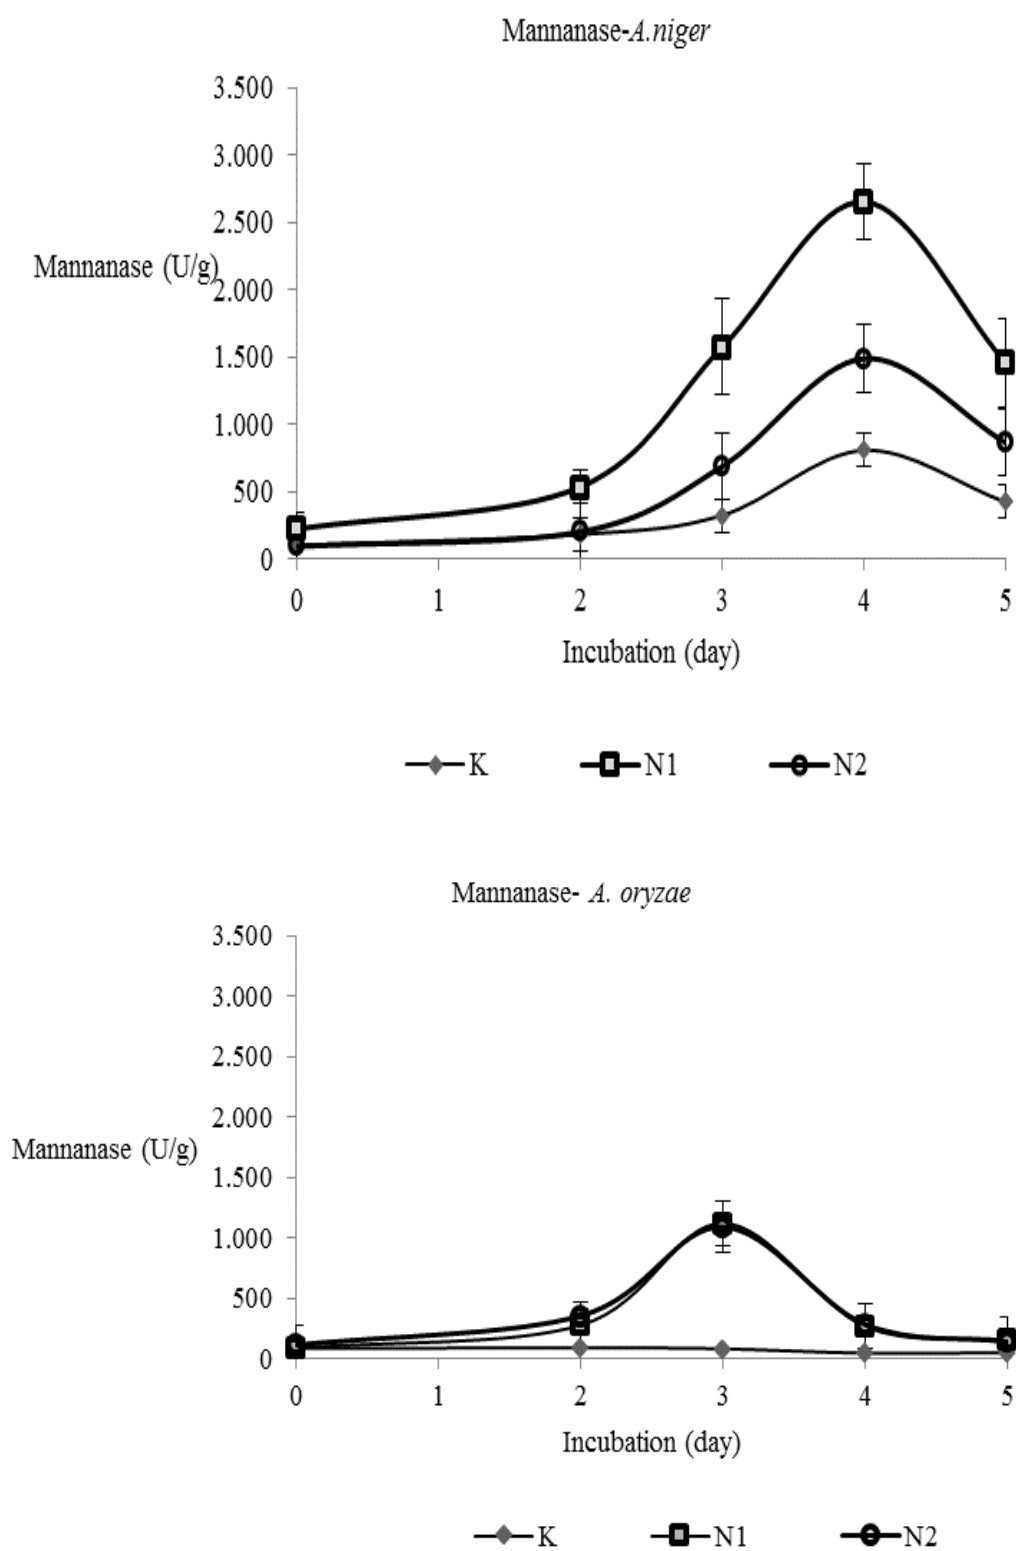 Mannanase-A.niger
3.500
3.000
2.500
Mannanase (U/g)
2.000
1.500
1.000
500
0
0 1 2 3 4 5
Incubation (day)
K N1 N2
Mannanase- A. oryzae
3.500
3.000
2.500
2.000
Mannanase (U/g)
1.500
1.000
500
0
0 1 2 3 4 5
Incubation (day)
K N1 N2